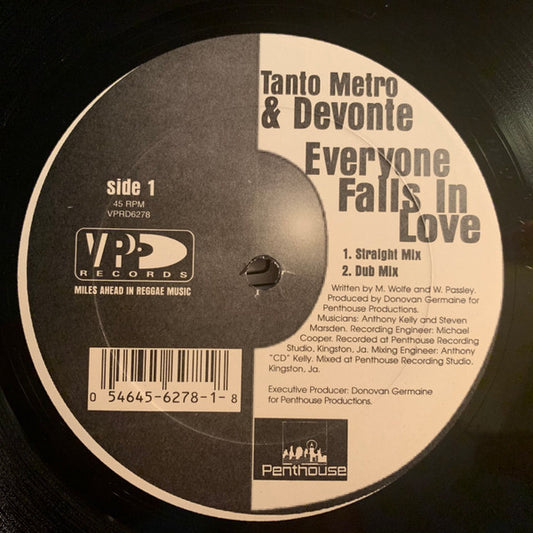 Tanto Metro
& Devonte
Everyone
Falls In
Love
side 1
45 RPM
VPRD6278
VP
RECORDS
MILES AHEAD IN REGGAE MUSIC
1. Straight Mix
2. Dub Mix
Written by M. Wolfe and W. Passley.
Produced by Donovan Germaine for
Penthouse Productions.
Musicians: Anthony Kelly and Steven
Marsden. Recording Engineer: Michael
Cooper. Recorded at Penthouse Recording
Studio, Kingston, Ja. Mixing Engineer: Anthony
"CD" Kelly. Mixed at Penthouse Recording Studio,
Kingston, Ja.
Executive Producer: Donovan Germaine
for Penthouse Productions.
0 54645-6278-1-8
Penthouse